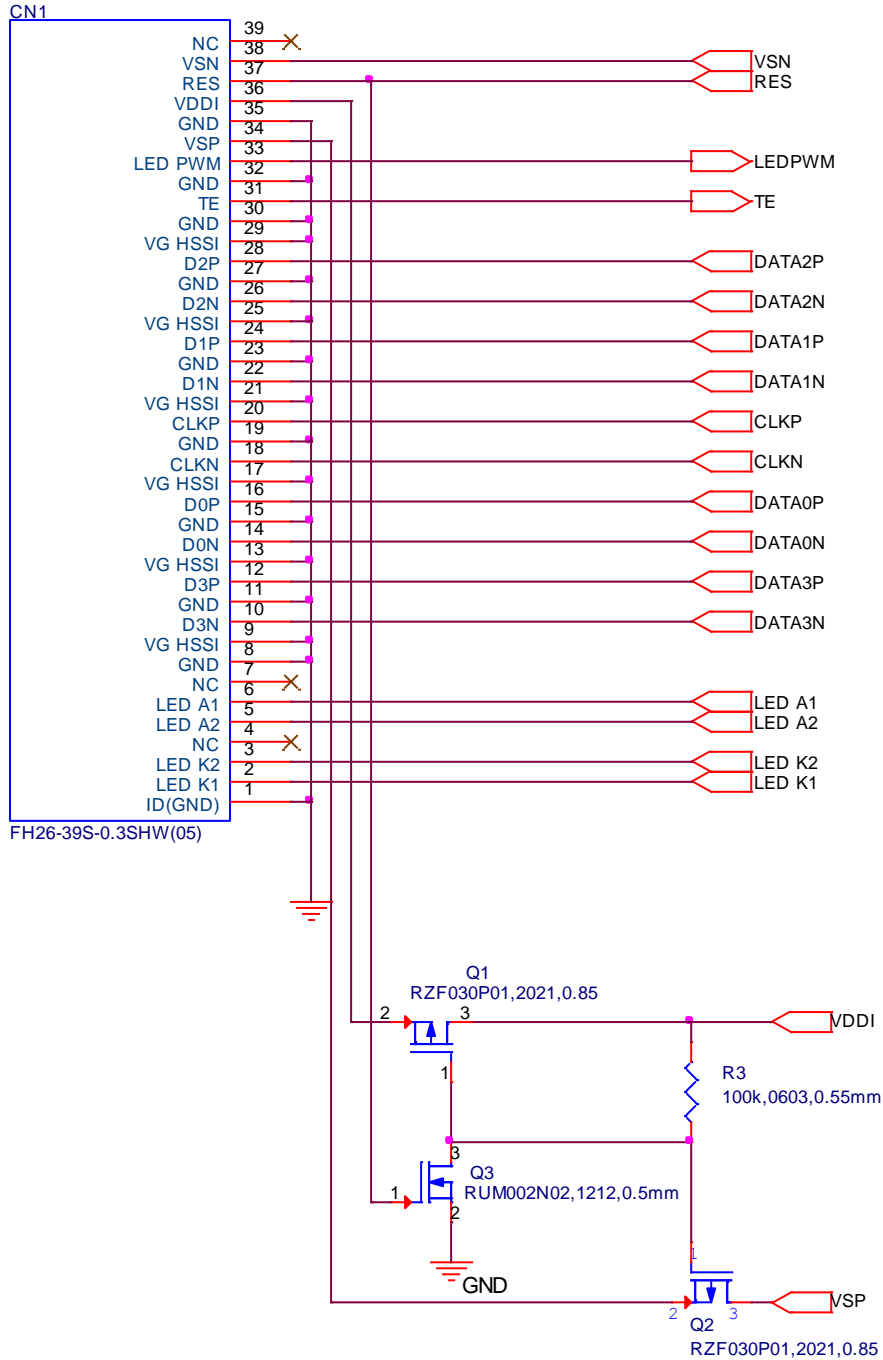 CN1
39
NC
38
VSN
VSN
37
RES
RES
36
VDDI
35
GND
34
VSP
33
LED PWM
LEDPWM
32
GND
31
TE
TE
30
GND
29
VG HSSI
28
D2P
DATA2P
27
GND
26
D2N
DATA2N
25
VG HSSI
24
D1P
DATA1P
23
GND
22
D1N
DATA1N
21
VG HSSI
20
CLKP
CLKP
19
GND
18
CLKN
CLKN
17
VG HSSI
16
D0P
DATA0P
15
GND
14
D0N
DATA0N
13
VG HSSI
12
D3P
DATA3P
11
GND
10
D3N
DATA3N
9
VG HSSI
8
GND
7
NC
6
LED A1
LED A1
5
LED A2
LED A2
4
NC
3
LED K2
LED K2
2
LED K1
LED K1
1
ID(GND)
FH26-39S-0.3SHW(05)
Q1
RZF030P01,2021,0.85
2
3
VDDI
1
R3
100k,0603,0.55mm
3
Q3
1
RUM002N02,1212,0.5mm
2
GND
1
VSP
2
3
Q2
RZF030P01,2021,0.85